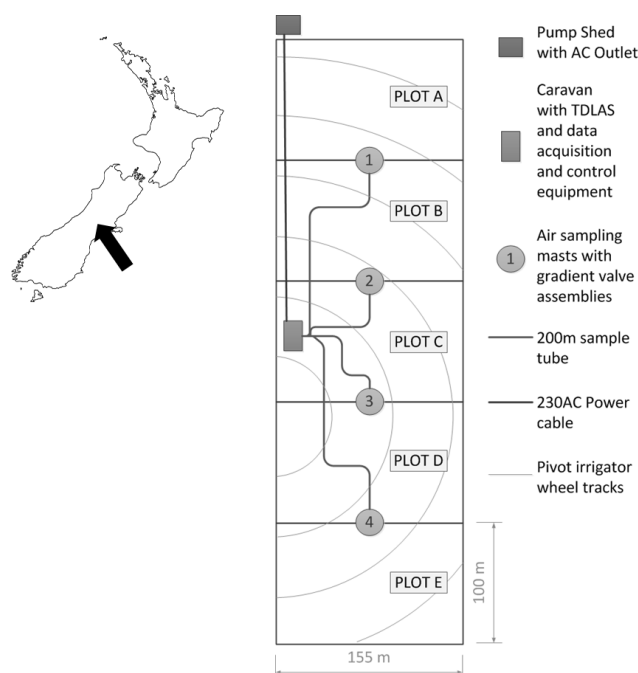 Pump Shed
with AC Outlet
Caravan
with TDLAS
and data
acquisition
and control
equipment
1
Air sampling
masts with
gradient valve
assemblies
200m sample
tube
230AC Power
cable
Pivot irrigator
wheel tracks
PLOT A
1
PLOT B
2
PLOT C
3
PLOT D
4
PLOT E
100 m
155 m